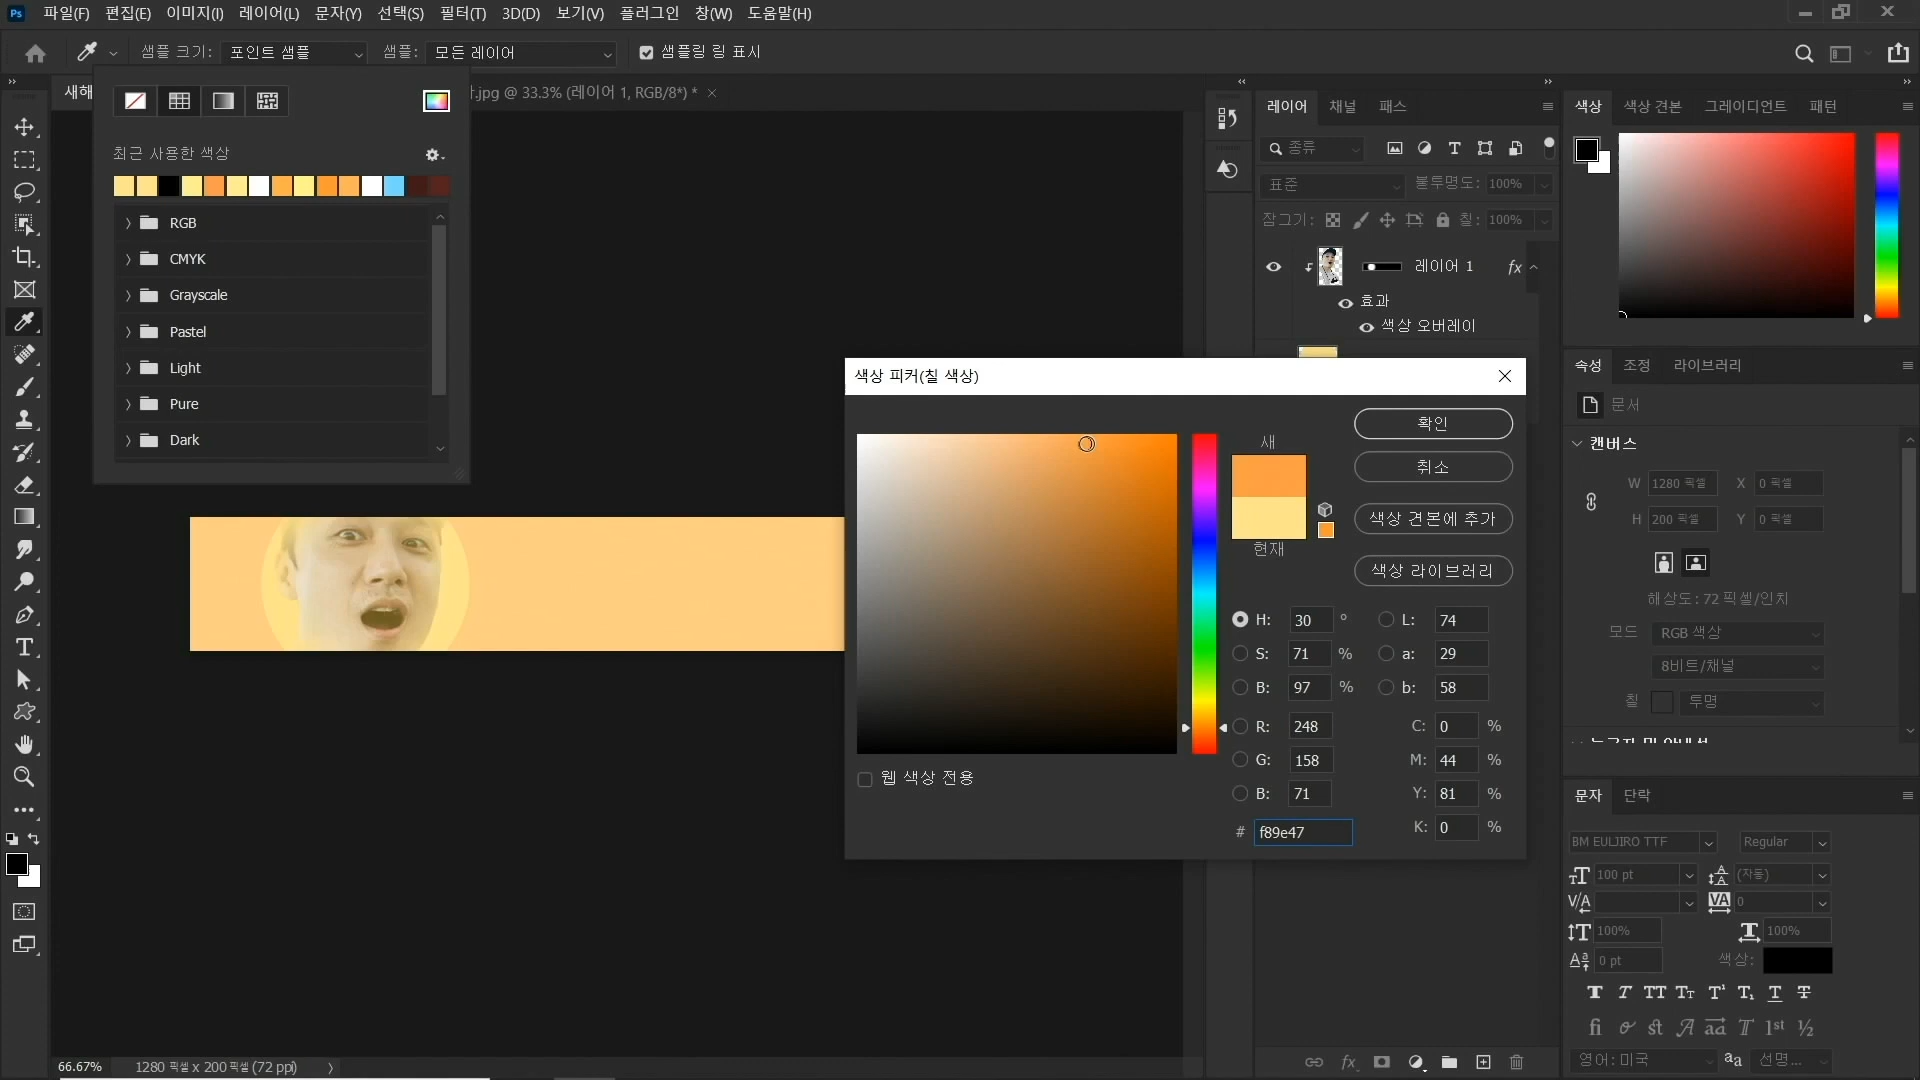 Ps 파일(F) 편집(E) 이미지(I) 레이어(L) 문자(Y) 선택(S) 필터(T) 3D(D) 보기(V) 플러그인 창(W) 도움말(H)
샘플 크기: 포인트 샘플 샘플: 모든 레이어 샘플링 링 표시
새해 .jpg @ 33.3% (레이어 1, RGB/8*) *
최근 사용한 색상
RGB
CMYK
Grayscale
Pastel
Light
Pure
Dark
레이어 채널 패스
종류
표준 불투명도: 100%
잠그기: 칠: 100%
레이어 1 fx
효과
색상 오버레이
색상 색상 견본 그레이디언트 패턴
색상 피커(칠 색상)
새
현재
확인
취소
색상 견본에 추가
색상 라이브러리
H: 30 ° L: 74
S: 71 % a: 29
B: 97 % b: 58
R: 248 C: 0 %
G: 158 M: 44 %
B: 71 Y: 81 %
# f89e47 K: 0 %
웹 색상 전용
속성 조정 라이브러리
문서
캔버스
W 1280 픽셀 X 0 픽셀
H 200 픽셀 Y 0 픽셀
해상도: 72 픽셀/인치
모드 RGB 색상
8비트/채널
칠 투명
문자 단락
BM EULJIRO TTF Regular
100 pt (자동)
V/A VA 0
100% 100%
0 pt 색상:
영어: 미국 aa 선명...
66.67% 1280 픽셀 x 200 픽셀 (72 ppi)